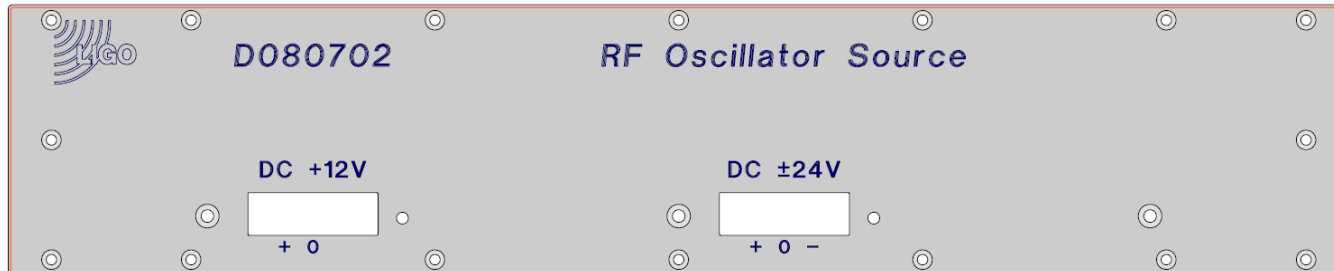 LIGO
D080702
RF Oscillator Source
DC +12V
DC ±24V
+ 0
+ 0 -